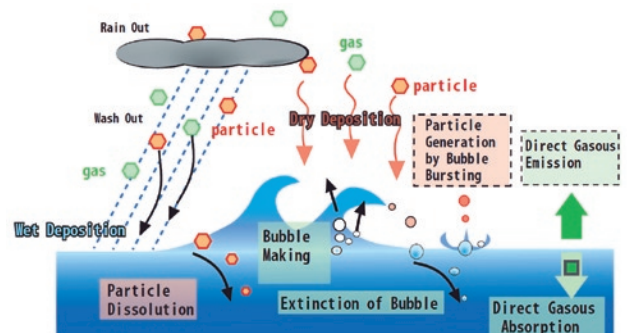 Rain Out
gas
particle
Wash Out
particle
Dry Deposition
Particle
Generation
by Bubble
Bursting
Direct Gasous
Emission
gas
Wet Deposition
Bubble
Making
Particle
Dissolution
Extinction of Bubble
Direct Gasous
Absorption